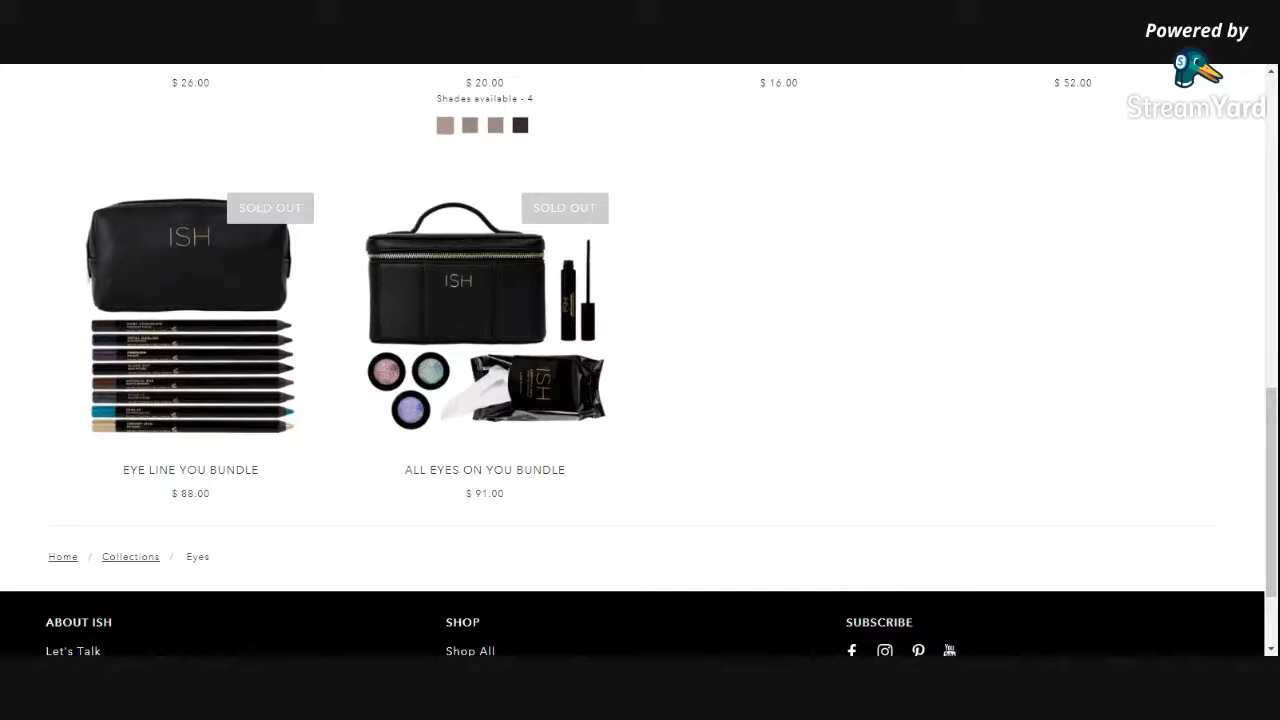 Powered by
StreamYard
$ 26.00
$ 20.00
$ 16.00
$ 52.00
Shades available - 4
SOLD OUT
SOLD OUT
ISH
ISH
ISH
ISH
EYE LINE YOU BUNDLE
ALL EYES ON YOU BUNDLE
$ 88.00
$ 91.00
Home / Collections / Eyes
ABOUT ISH
SHOP
SUBSCRIBE
Let's Talk
Shop All